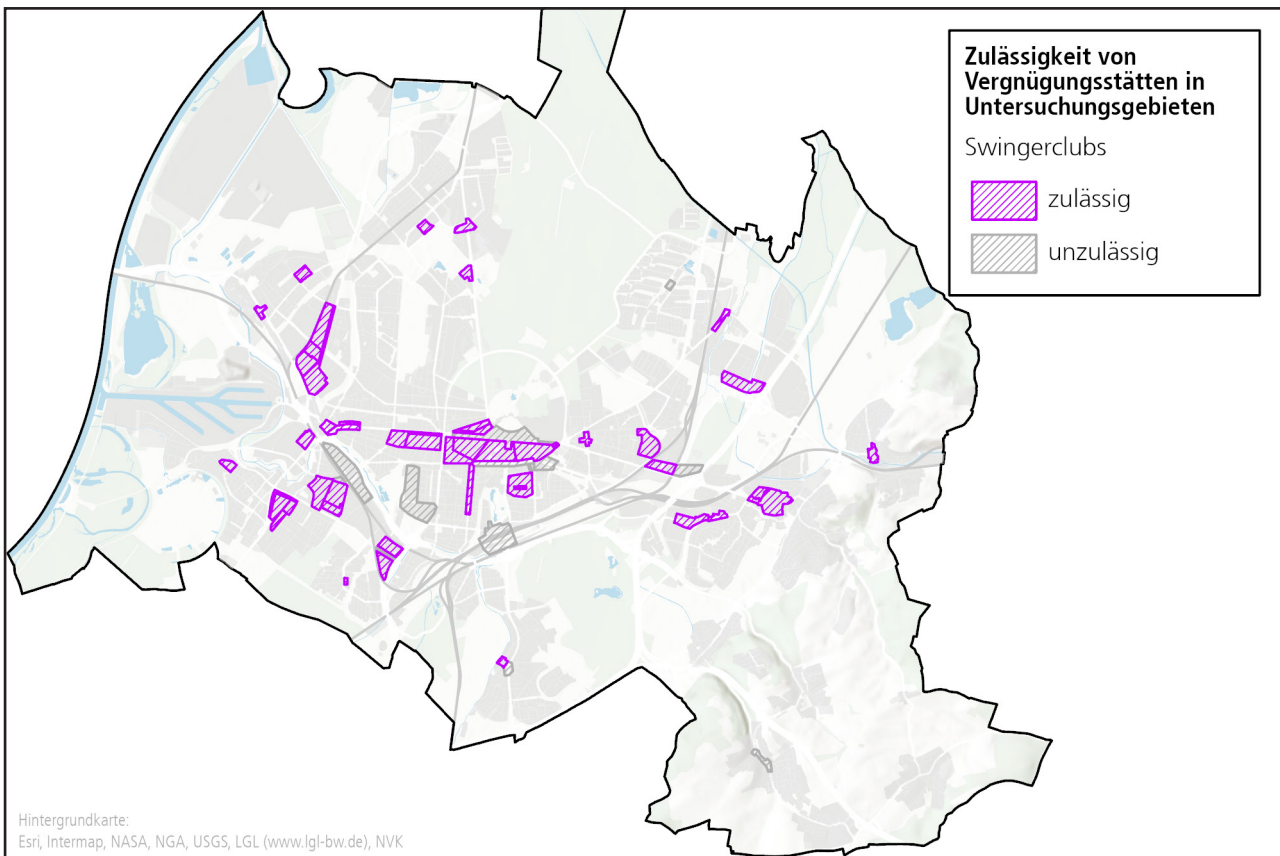 Zulässigkeit von
Vergnügungsstätten in
Untersuchungsgebieten
Swingerclubs
zulässig
unzulässig
Hintergrundkarte:
Esri, Intermap, NASA, NGA, USGS, LGL (www.lgl-bw.de), NVK